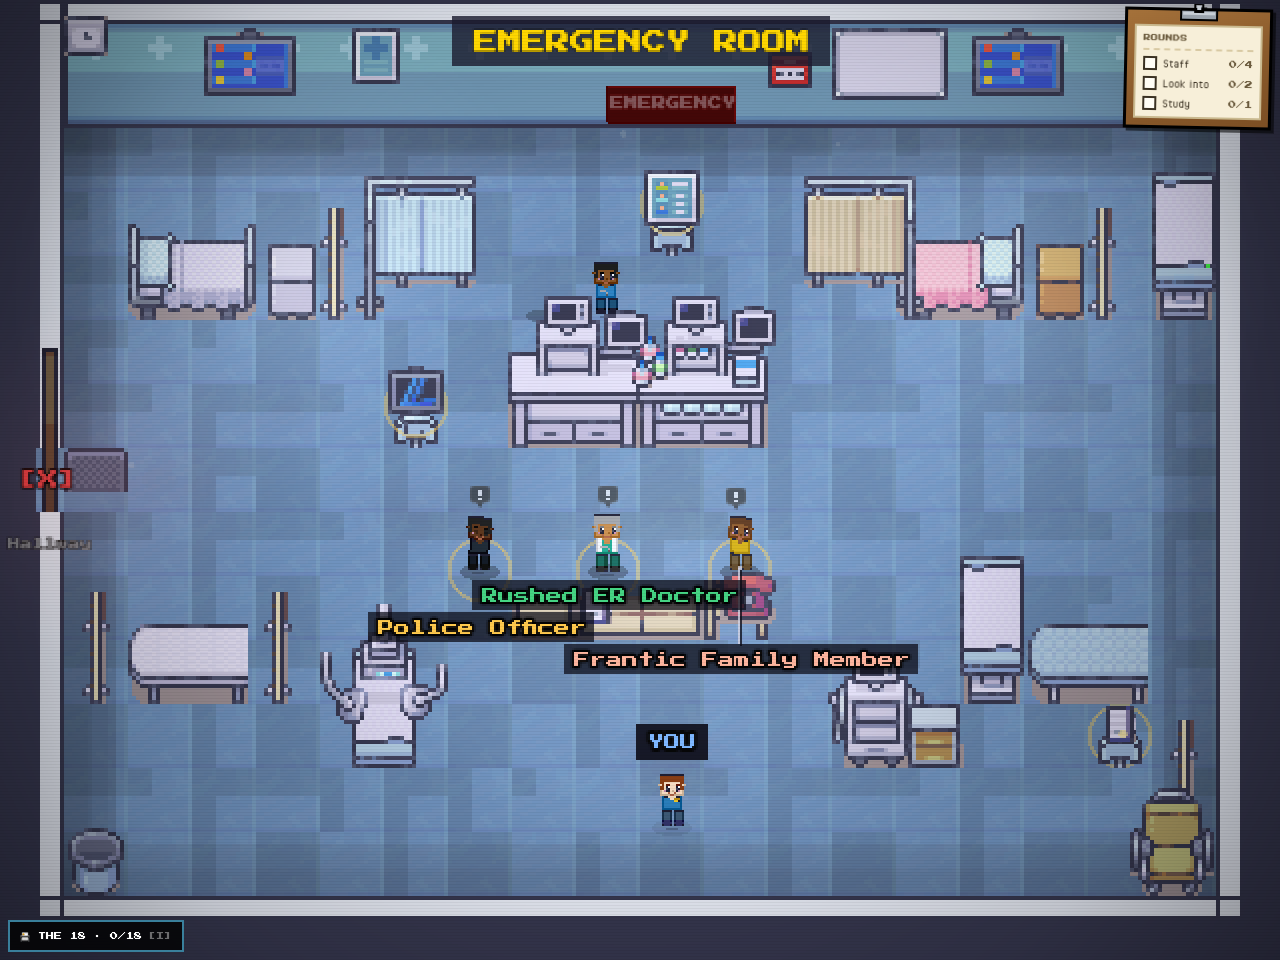 EMERGENCY ROOM
EMERGENCY
ROUNDS
Staff 0/4
Look into 0/2
Study 0/1
[X]
Hallway
!
!
!
Rushed ER Doctor
Police Officer
Frantic Family Member
YOU
THE 18 · 0/18 [I]